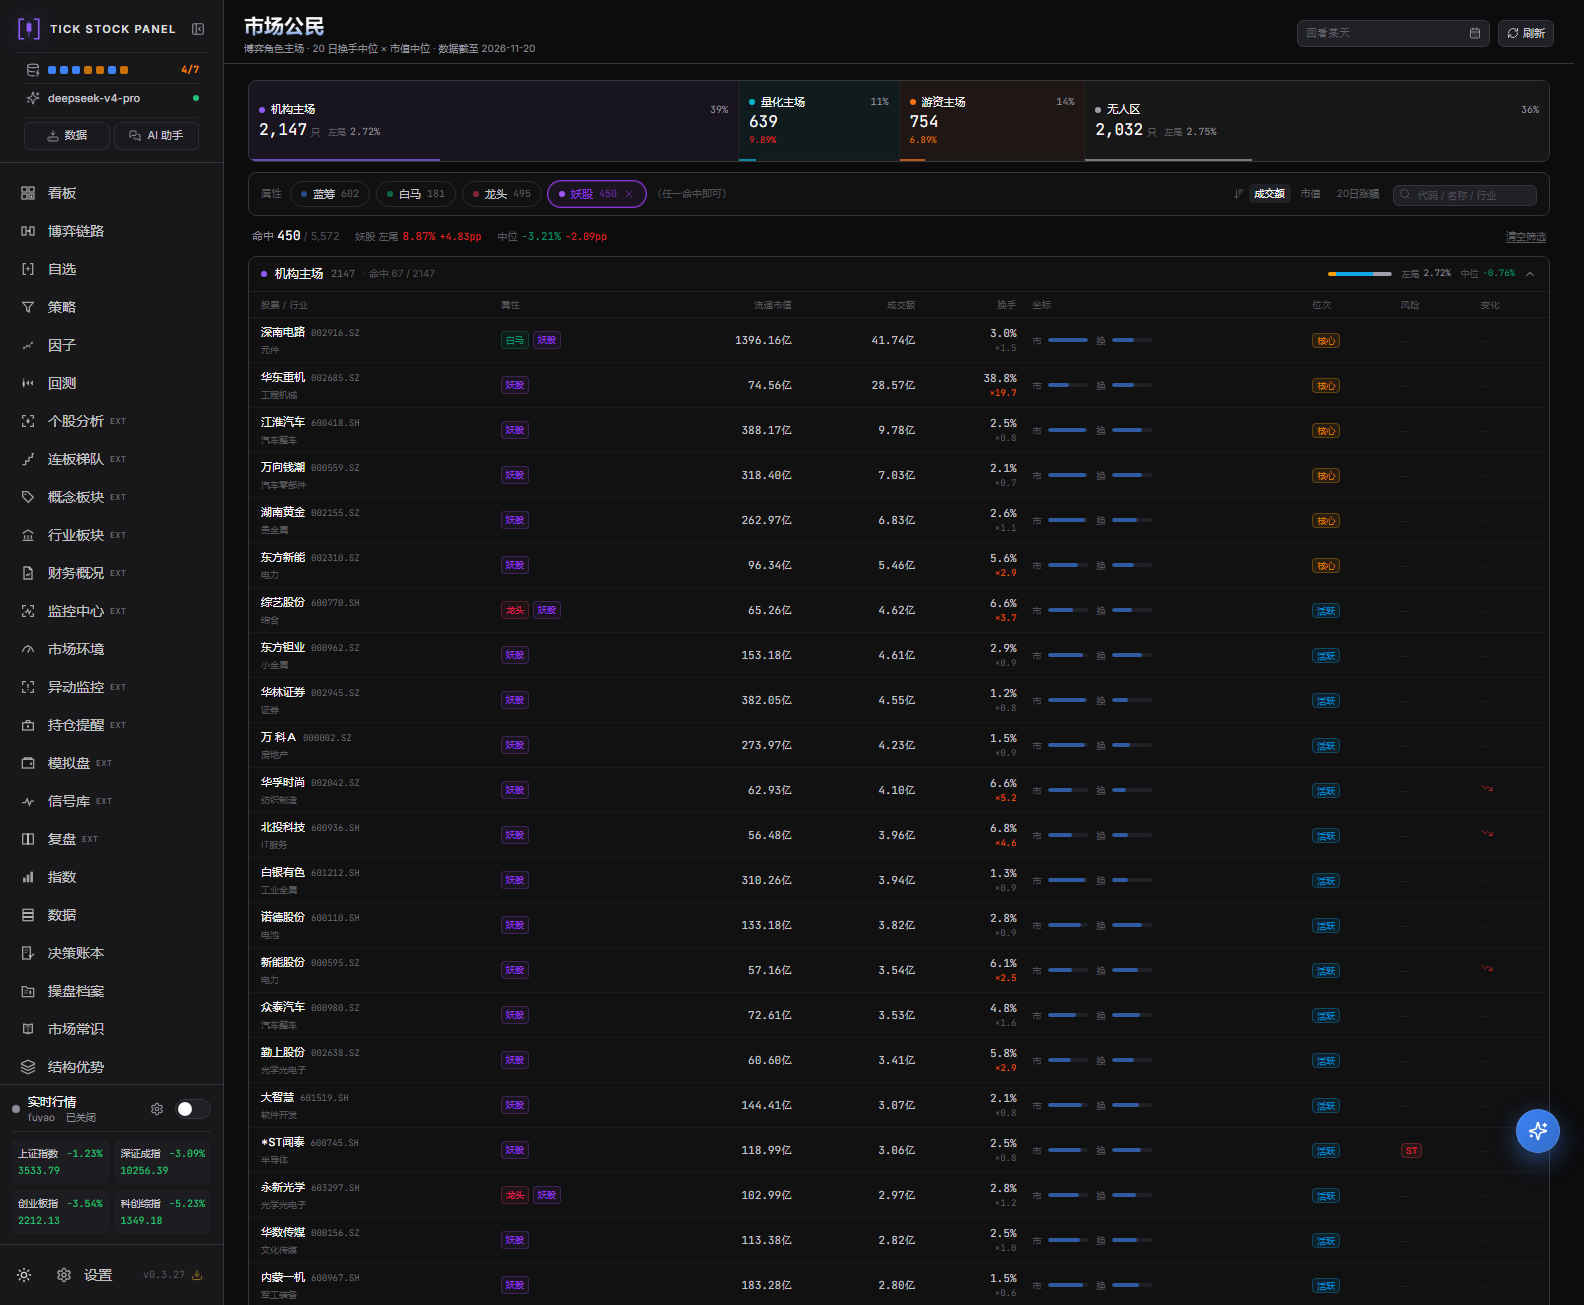 TICK STOCK PANEL
4/7
deepseek-v4-pro
数据
AI 助手
看板
博弈链路
自选
策略
因子
回测
个股分析 EXT
连板梯队 EXT
概念板块 EXT
行业板块 EXT
财务概况 EXT
监控中心 EXT
市场环境
异动监控 EXT
持仓提醒 EXT
模拟盘 EXT
信号库 EXT
复盘 EXT
指数
数据
决策账本
操盘档案
市场常识
结构优势
实时行情
fuyao · 已关闭
上证指数 -1.23%
3533.79
深证成指 -3.09%
10256.39
创业板指 -3.54%
2212.13
科创综指 -5.23%
1349.18
设置
v0.3.27
市场公民
博弈角色主场 · 20 日换手中位 × 市值中位 · 数据截至 2026-11-20
回看某天
刷新
机构主场 39%
2,147 只 左尾 2.72%
量化主场 11%
639
9.89%
游资主场 14%
754
6.89%
无人区 36%
2,032 只 左尾 2.75%
属性 蓝筹 602 白马 181 龙头 495 妖股 450 × (任一命中即可)
成交额 市值 20日涨幅 代码 / 名称 / 行业
命中 450 / 5,572 妖股 左尾 8.87% +4.83pp 中位 -3.21% -2.09pp
清空筛选
机构主场 2147 · 命中 67 / 2147
左尾 2.72% 中位 -0.76%
股票 / 行业 属性 流通市值 成交额 换手 坐标 位次 风险 变化
深南电路 002916.SZ 白马 妖股 1396.16亿 41.74亿 3.0% 市 换 核心 —
元件 ×1.5
华东重机 002685.SZ 妖股 74.56亿 28.57亿 38.8% 市 换 核心 —
工程机械 ×19.7
江淮汽车 600418.SH 妖股 388.17亿 9.78亿 2.5% 市 换 核心 —
汽车整车 ×0.8
万向钱潮 000559.SZ 妖股 318.40亿 7.03亿 2.1% 市 换 核心 —
汽车零部件 ×0.7
湖南黄金 002155.SZ 妖股 262.97亿 6.83亿 2.6% 市 换 核心 —
贵金属 ×1.1
东方新能 002310.SZ 妖股 96.34亿 5.46亿 5.6% 市 换 核心 —
电力 ×2.9
综艺股份 600770.SH 龙头 妖股 65.26亿 4.62亿 6.6% 市 换 活跃 —
综合 ×3.7
东方钽业 000962.SZ 妖股 153.18亿 4.61亿 2.9% 市 换 活跃 —
小金属 ×0.9
华林证券 002945.SZ 妖股 382.05亿 4.55亿 1.2% 市 换 活跃 —
证券 ×0.8
万 科A 000002.SZ 妖股 273.97亿 4.23亿 1.5% 市 换 活跃 —
房地产 ×0.9
华孚时尚 002042.SZ 妖股 62.93亿 4.10亿 6.6% 市 换 活跃 —
纺织制造 ×5.2
北投科技 600936.SH 妖股 56.48亿 3.96亿 6.8% 市 换 活跃 —
IT服务 ×4.6
白银有色 601212.SH 妖股 310.26亿 3.94亿 1.3% 市 换 活跃 —
工业金属 ×0.9
诺德股份 600110.SH 妖股 133.18亿 3.82亿 2.8% 市 换 活跃 —
电池 ×0.9
新能股份 000595.SZ 妖股 57.16亿 3.54亿 6.1% 市 换 活跃 —
电力 ×2.5
众泰汽车 000980.SZ 妖股 72.61亿 3.53亿 4.8% 市 换 活跃 —
汽车整车 ×1.6
勤上股份 002638.SZ 妖股 60.60亿 3.41亿 5.8% 市 换 活跃 —
光学光电子 ×2.9
大智慧 601519.SH 妖股 144.41亿 3.07亿 2.1% 市 换 活跃 —
软件开发 ×0.8
*ST闻泰 600745.SH 妖股 118.99亿 3.06亿 2.5% 市 换 活跃 ST —
半导体 ×0.8
永新光学 603297.SH 龙头 妖股 102.99亿 2.97亿 2.8% 市 换 活跃 —
光学光电子 ×1.2
华数传媒 000156.SZ 妖股 113.38亿 2.82亿 2.5% 市 换 活跃 —
文化传媒 ×1.0
内蒙一机 600967.SH 妖股 183.28亿 2.80亿 1.5% 市 换 活跃 —
军工装备 ×0.6